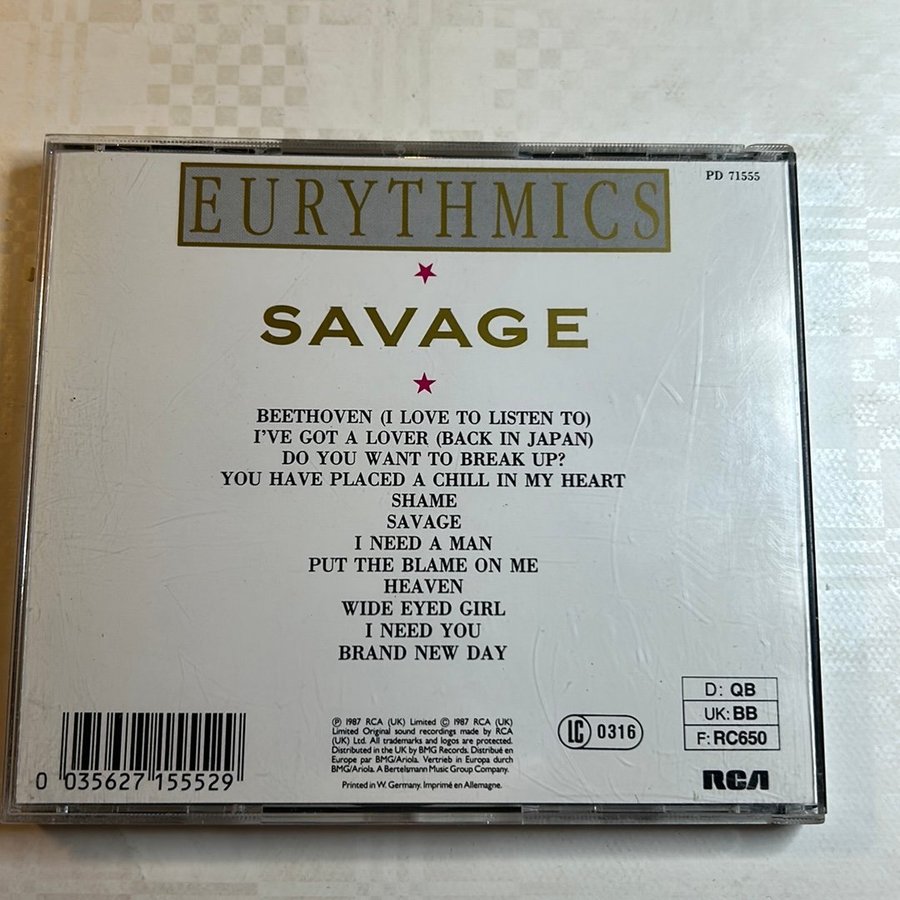 EURYTHMICS
PD 71555
SAVAGE
BEETHOVEN (I LOVE TO LISTEN TO)
I'VE GOT A LOVER (BACK IN JAPAN)
DO YOU WANT TO BREAK UP?
YOU HAVE PLACED A CHILL IN MY HEART
SHAME
SAVAGE
I NEED A MAN
PUT THE BLAME ON ME
HEAVEN
WIDE EYED GIRL
I NEED YOU
BRAND NEW DAY
0 035627 155529
℗ 1987 RCA (UK) Limited © 1987 RCA (UK)
Limited Original sound recordings made by RCA
(UK) Ltd. All trademarks and logos are protected.
Distributed in the UK by BMG Records. Distribué en
Europe par BMG/Ariola. Vertrieb in Europa durch
BMG/Ariola. A Bertelsmann Music Group Company.
Printed in W. Germany. Imprimé en Allemagne.
LC 0316
D: QB
UK: BB
F: RC650
RCA